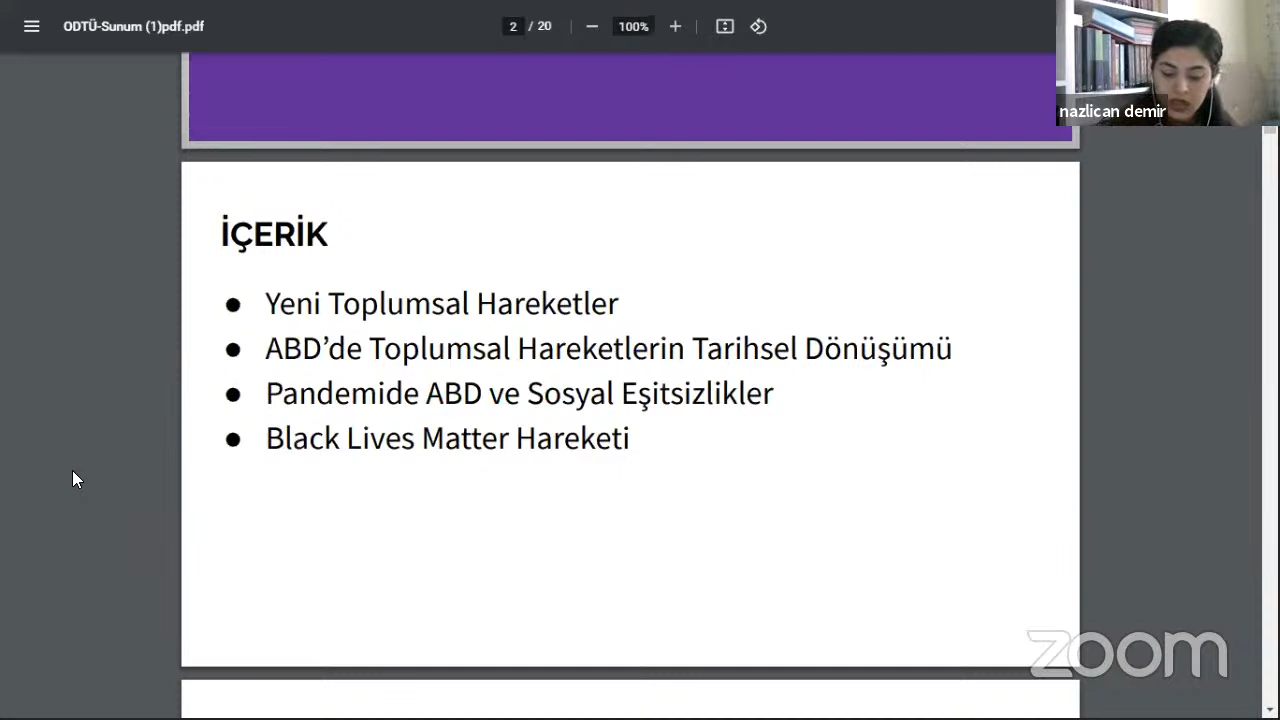 ODTÜ-Sunum (1)pdf.pdf
2 / 20
100%
nazlican demir
İÇERİK
● Yeni Toplumsal Hareketler
● ABD’de Toplumsal Hareketlerin Tarihsel Dönüşümü
● Pandemide ABD ve Sosyal Eşitsizlikler
● Black Lives Matter Hareketi
zoom